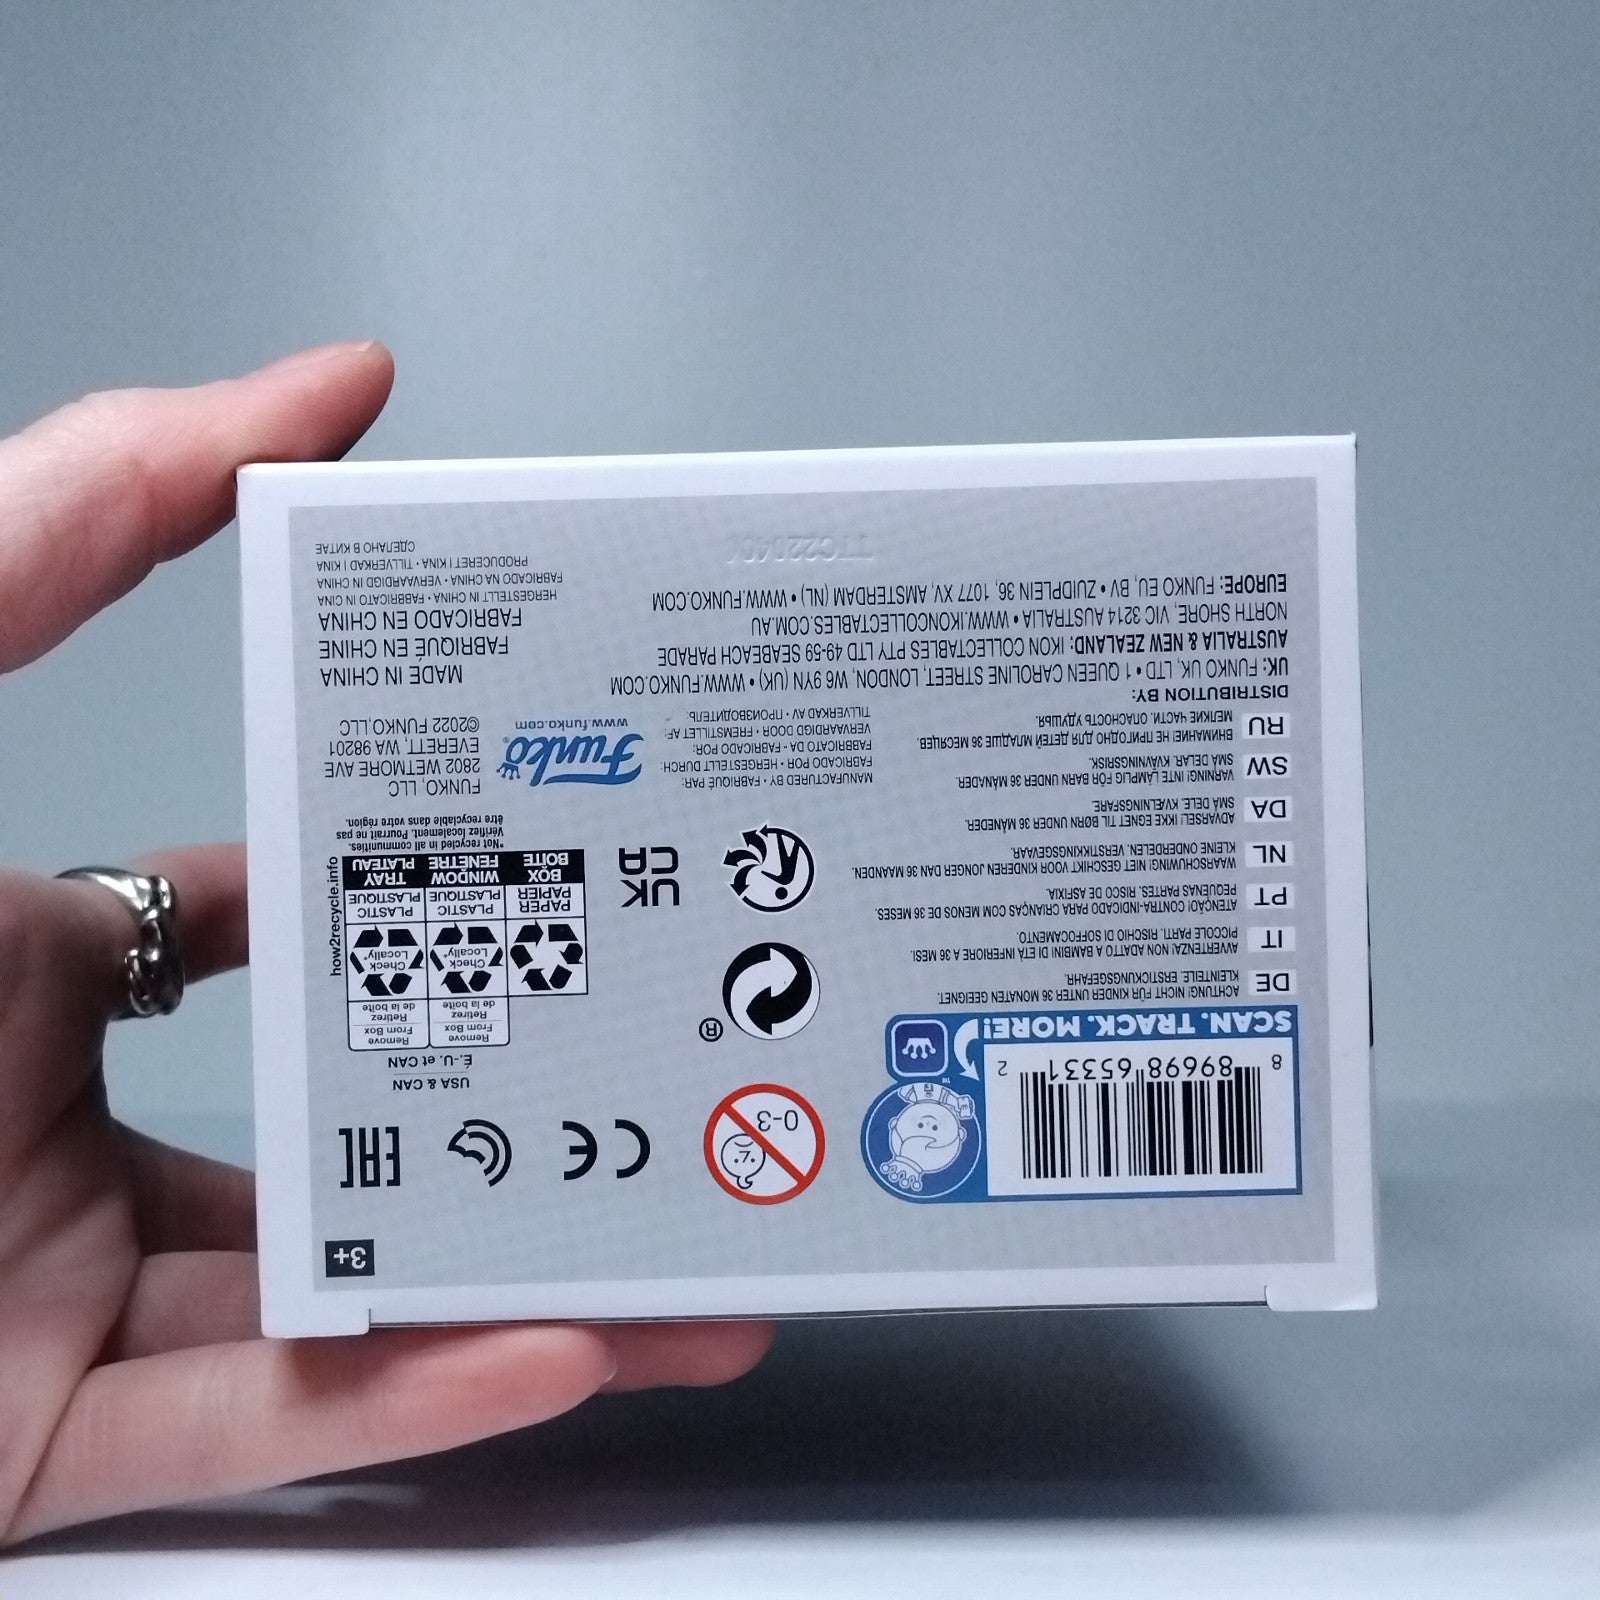 3+
8 89698 65331 2
SCAN. TRACK. MORE!
™
0-3
CE
EAC
USA & CAN
É.-U. et CAN
Remove
From Box
Retirez
de la boîte
Remove
From Box
Retirez
de la boîte
Check
Locally*
Check
Locally*
PAPER
PAPIER
PLASTIC
PLASTIQUE
PLASTIC
PLASTIQUE
BOX
BOÎTE
WINDOW
FENÊTRE
TRAY
PLATEAU
how2recycle.info
*Not recycled in all communities.
Vérifiez localement. Pourrait ne pas
être recyclable dans votre région.
®
UK
CA
DE
ACHTUNG! NICHT FÜR KINDER UNTER 36 MONATEN GEEIGNET.
KLEINTEILE. ERSTICKUNGSGEFAHR.
IT
AVVERTENZA! NON ADATTO A BAMBINI DI ETÀ INFERIORE A 36 MESI.
PICCOLE PARTI. RISCHIO DI SOFFOCAMENTO.
PT
ATENÇÃO! CONTRA-INDICADO PARA CRIANÇAS COM MENOS DE 36 MESES.
PEQUENAS PARTES. RISCO DE ASFIXIA.
NL
WAARSCHUWING! NIET GESCHIKT VOOR KINDEREN JONGER DAN 36 MAANDEN.
KLEINE ONDERDELEN. VERSTIKKINGSGEVAAR.
DA
ADVARSEL! IKKE EGNET TIL BØRN UNDER 36 MÅNEDER.
SMÅ DELE. KVÆLNINGSFARE.
SW
VARNING! INTE LÄMPLIG FÖR BARN UNDER 36 MÅNADER.
SMÅ DELAR. KVÄVNINGSRISK.
RU
ВНИМАНИЕ! НЕ ПРИГОДНО ДЛЯ ДЕТЕЙ МЛАДШЕ 36 МЕСЯЦЕВ.
МЕЛКИЕ ЧАСТИ. ОПАСНОСТЬ УДУШЬЯ.
MANUFACTURED BY • FABRIQUÉ PAR:
FABRICADO POR • HERGESTELLT DURCH:
FABRICATO DA • FABRICADO POR:
VERVAARDIGD DOOR • FREMSTILLET AF:
TILLVERKAD AV • ПРОИЗВОДИТЕЛЬ:
Funko®
www.funko.com
FUNKO, LLC
2802 WETMORE AVE
EVERETT, WA 98201
©2022 FUNKO,LLC
DISTRIBUTION BY:
UK: FUNKO UK, LTD • 1 QUEEN CAROLINE STREET, LONDON, W6 9YN (UK) • WWW.FUNKO.COM
AUSTRALIA & NEW ZEALAND: IKON COLLECTABLES PTY LTD 49-59 SEABEACH PARADE
NORTH SHORE, VIC 3214 AUSTRALIA • WWW.IKONCOLLECTABLES.COM.AU
EUROPE: FUNKO EU, BV • ZUIDPLEIN 36, 1077 XV, AMSTERDAM (NL) • WWW.FUNKO.COM
MADE IN CHINA
FABRIQUÉ EN CHINE
FABRICADO EN CHINA
HERGESTELLT IN CHINA • FABBRICATO IN CINA
FABRICADO NA CHINA • VERVAARDIGD IN CHINA
PRODUCERET I KINA • TILLVERKAD I KINA
СДЕЛАНО В КИТАЕ